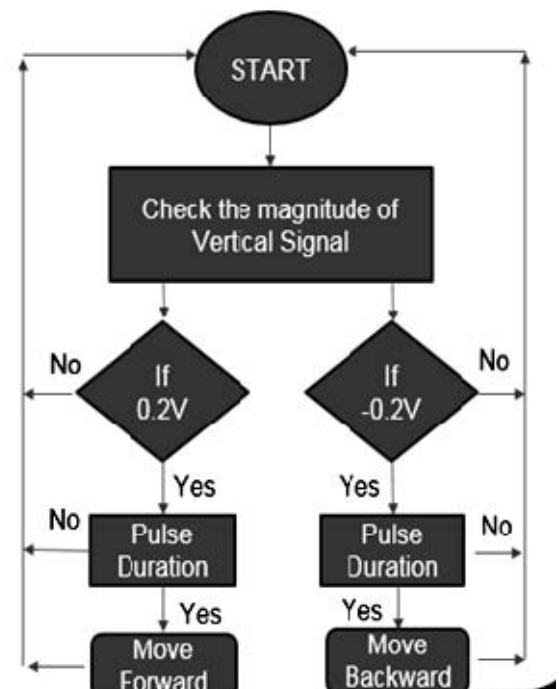 START
Check the magnitude of
Vertical Signal
No
If
0.2V
If
-0.2V
No
Yes
Yes
No
Pulse
Duration
Pulse
Duration
No
Yes
Yes
Move
Forward
Move
Backward